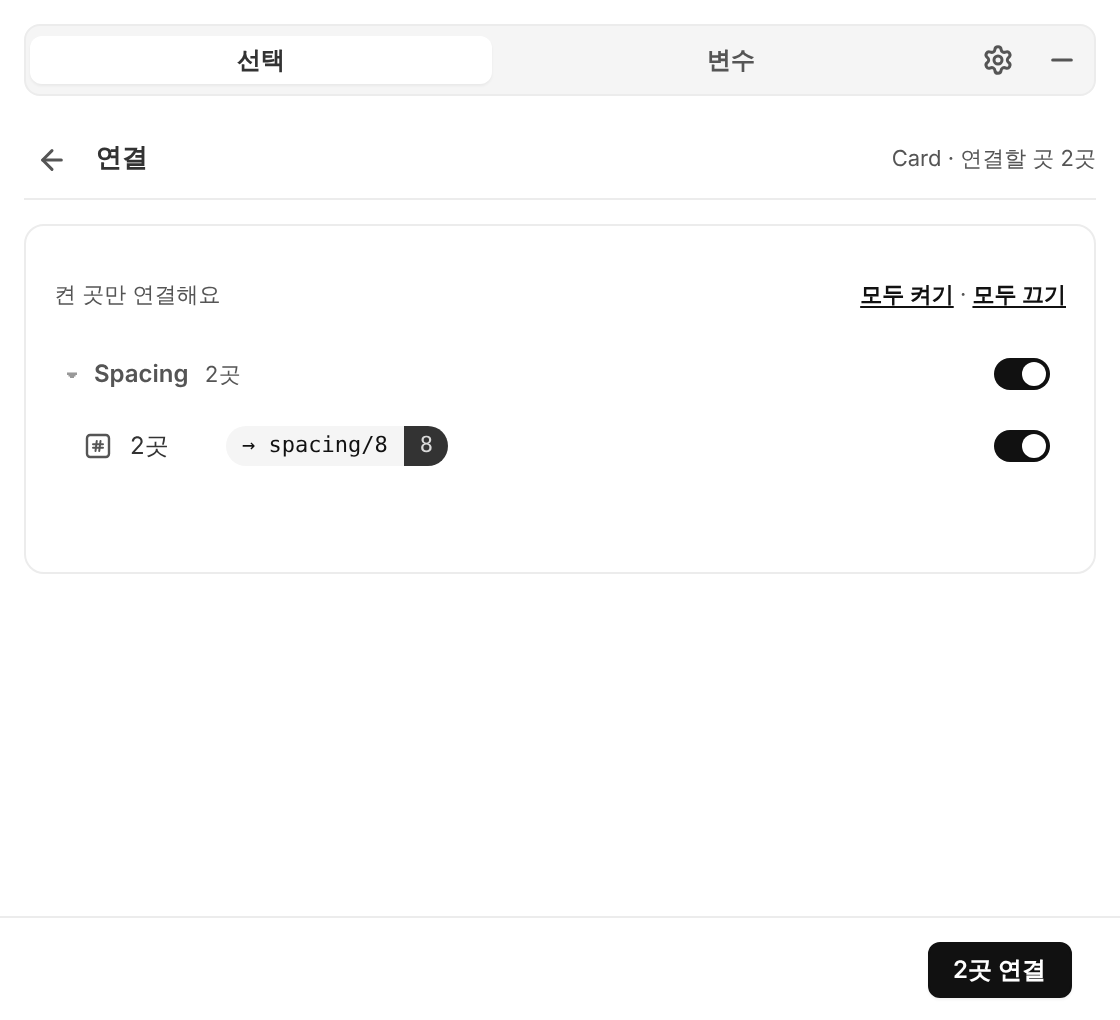 선택 변수
연결 Card · 연결할 곳 2곳
켠 곳만 연결해요 모두 켜기 · 모두 끄기
Spacing 2곳
# 2곳 → spacing/8 8
2곳 연결